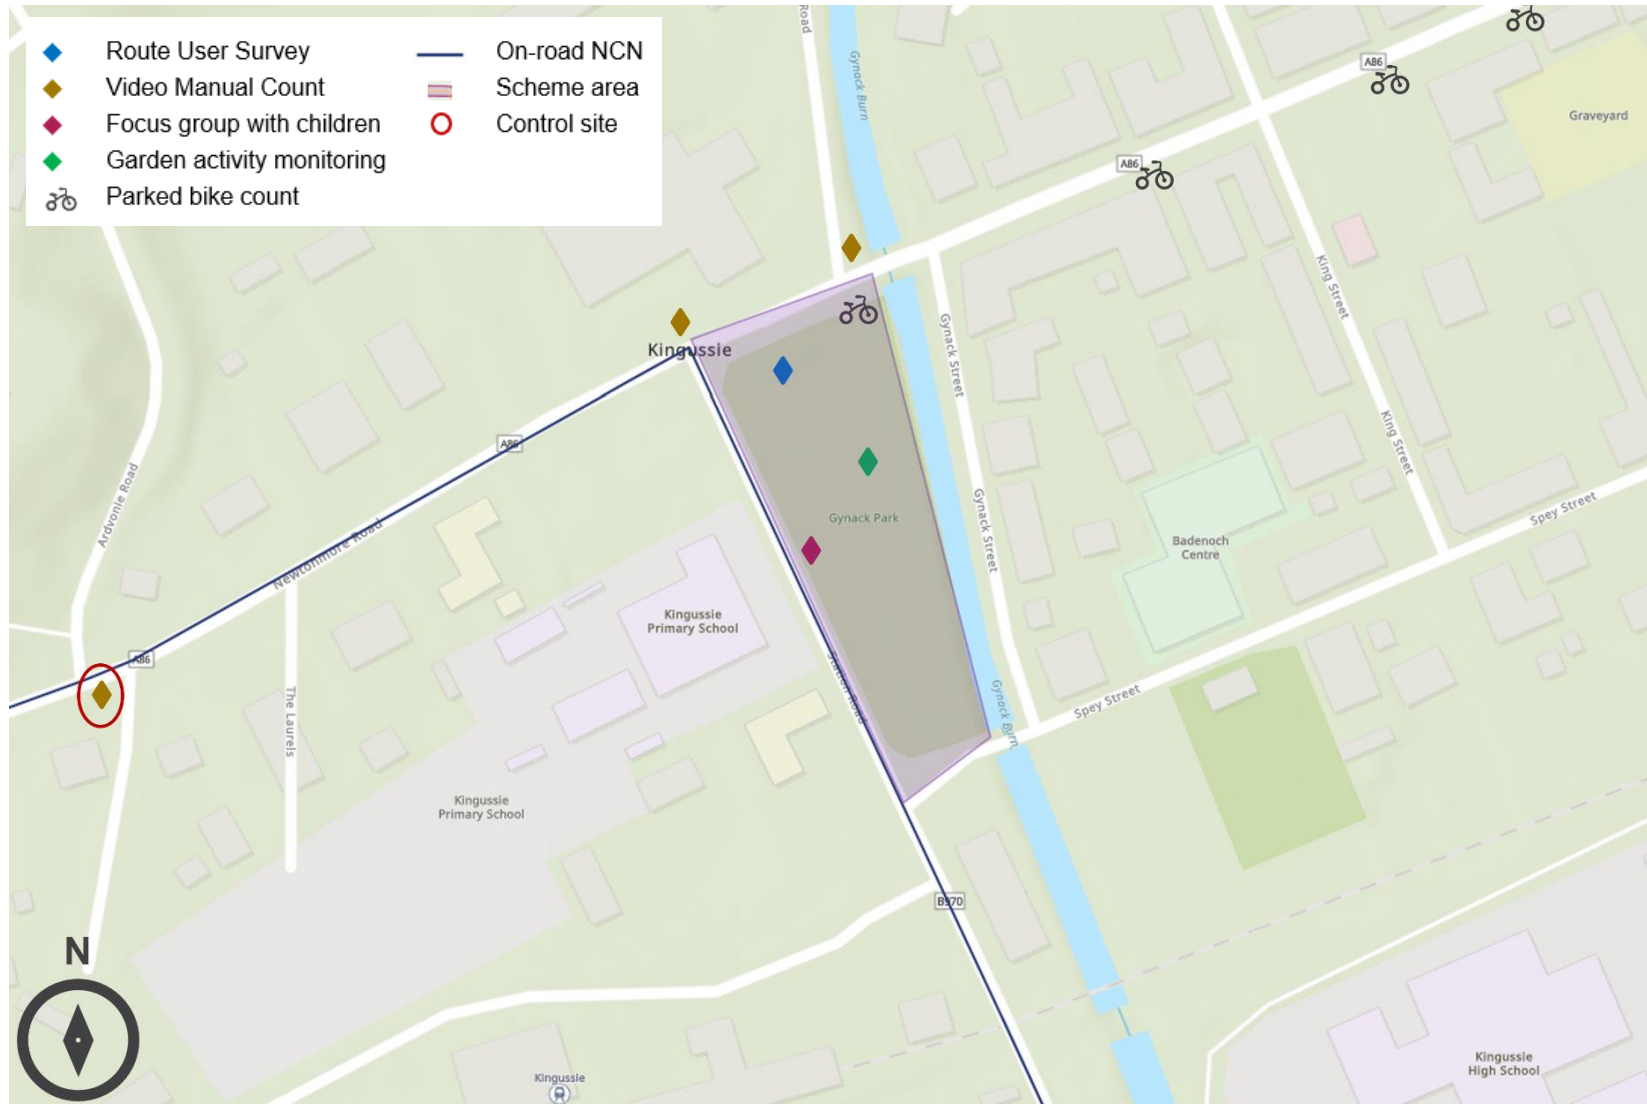 Route User Survey
On-road NCN
Video Manual Count
Scheme area
Focus group with children
Control site
Garden activity monitoring
Parked bike count
Road
Gynack Burn
A86
Graveyard
A86
King Street
Kingussie
Gynack Street
A86
King Street
Ardvonie Road
Newtonmore Road
Gynack Park
Gynack Street
Spey Street
Badenoch
Centre
Kingussie
Primary School
A86
The Laurels
Station Road
Gynack Burn
Spey Street
Kingussie
Primary School
B970
N
Kingussie
Kingussie
High School